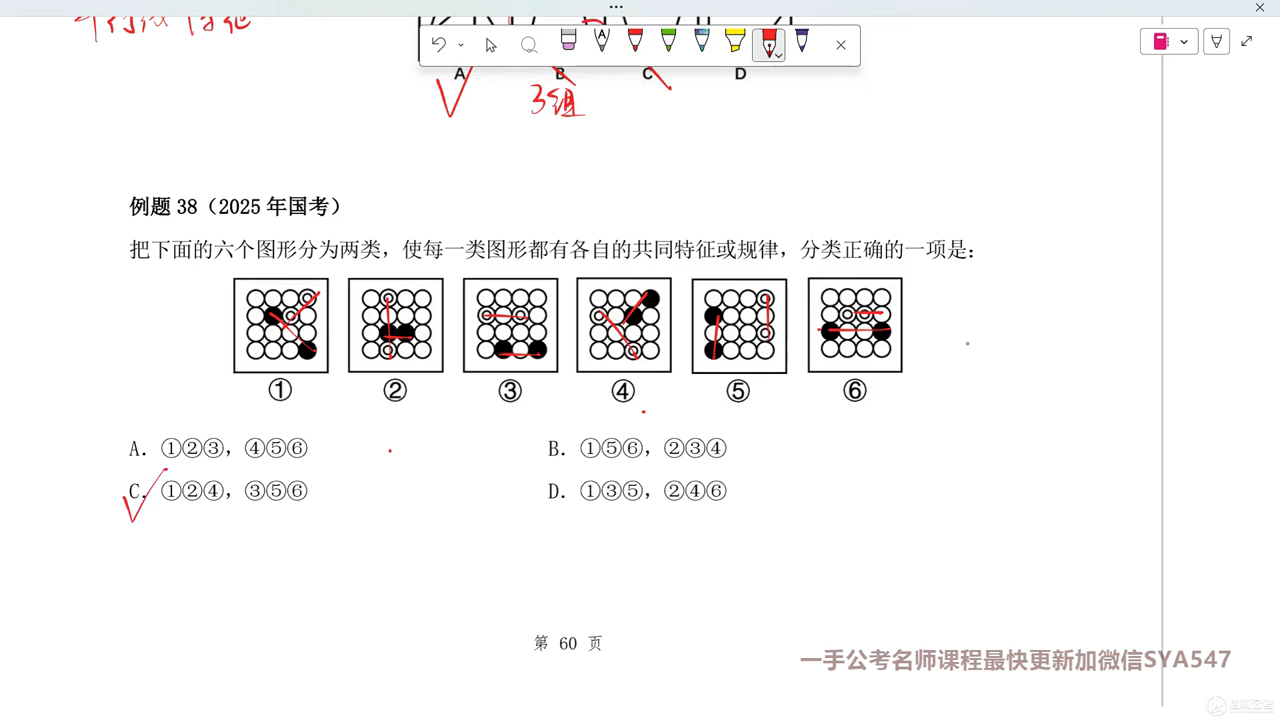 A B C D
3组
例题 38（2025 年国考）
把下面的六个图形分为两类，使每一类图形都有各自的共同特征或规律，分类正确的一项是：
① ② ③ ④ ⑤ ⑥
A. ①②③，④⑤⑥ B. ①⑤⑥，②③④
C. ①②④，③⑤⑥ D. ①③⑤，②④⑥
第 60 页
一手公考名师课程最快更新加微信SYA547